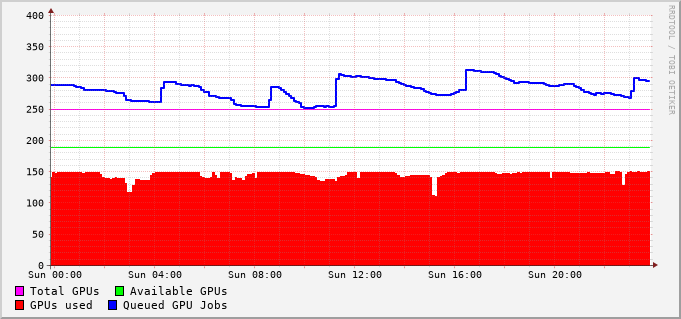 RRDTOOL / TOBI OETIKER
400
350
300
250
200
150
100
50
0
Sun 00:00 Sun 04:00 Sun 08:00 Sun 12:00 Sun 16:00 Sun 20:00
Total GPUs Available GPUs
GPUs used Queued GPU Jobs